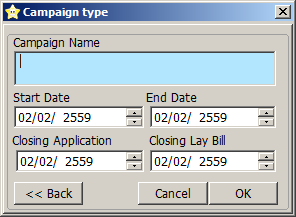 Campaign type
Campaign Name
Start Date End Date
02/02/ 2559 02/02/ 2559
Closing Application Closing Lay Bill
02/02/ 2559 02/02/ 2559
<< Back Cancel OK